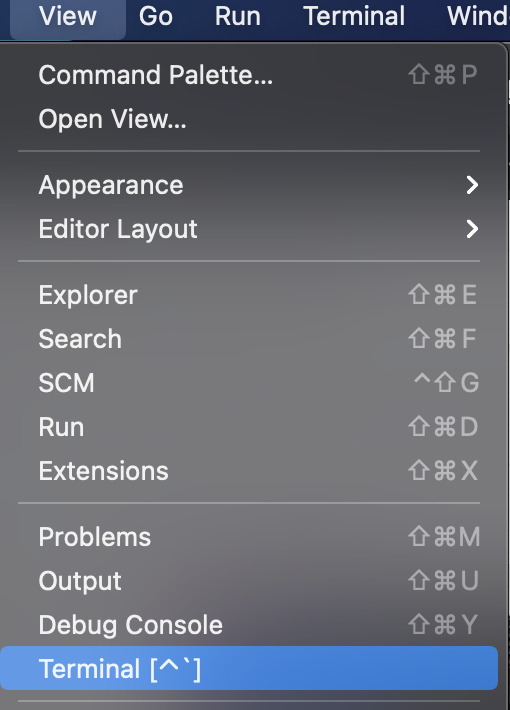 View Go Run Terminal
Command Palette... ⇧⌘P
Open View...
Appearance >
Editor Layout >
Explorer ⇧⌘E
Search ⇧⌘F
SCM ^⇧G
Run ⇧⌘D
Extensions ⇧⌘X
Problems ⇧⌘M
Output ⇧⌘U
Debug Console ⇧⌘Y
Terminal [^`]